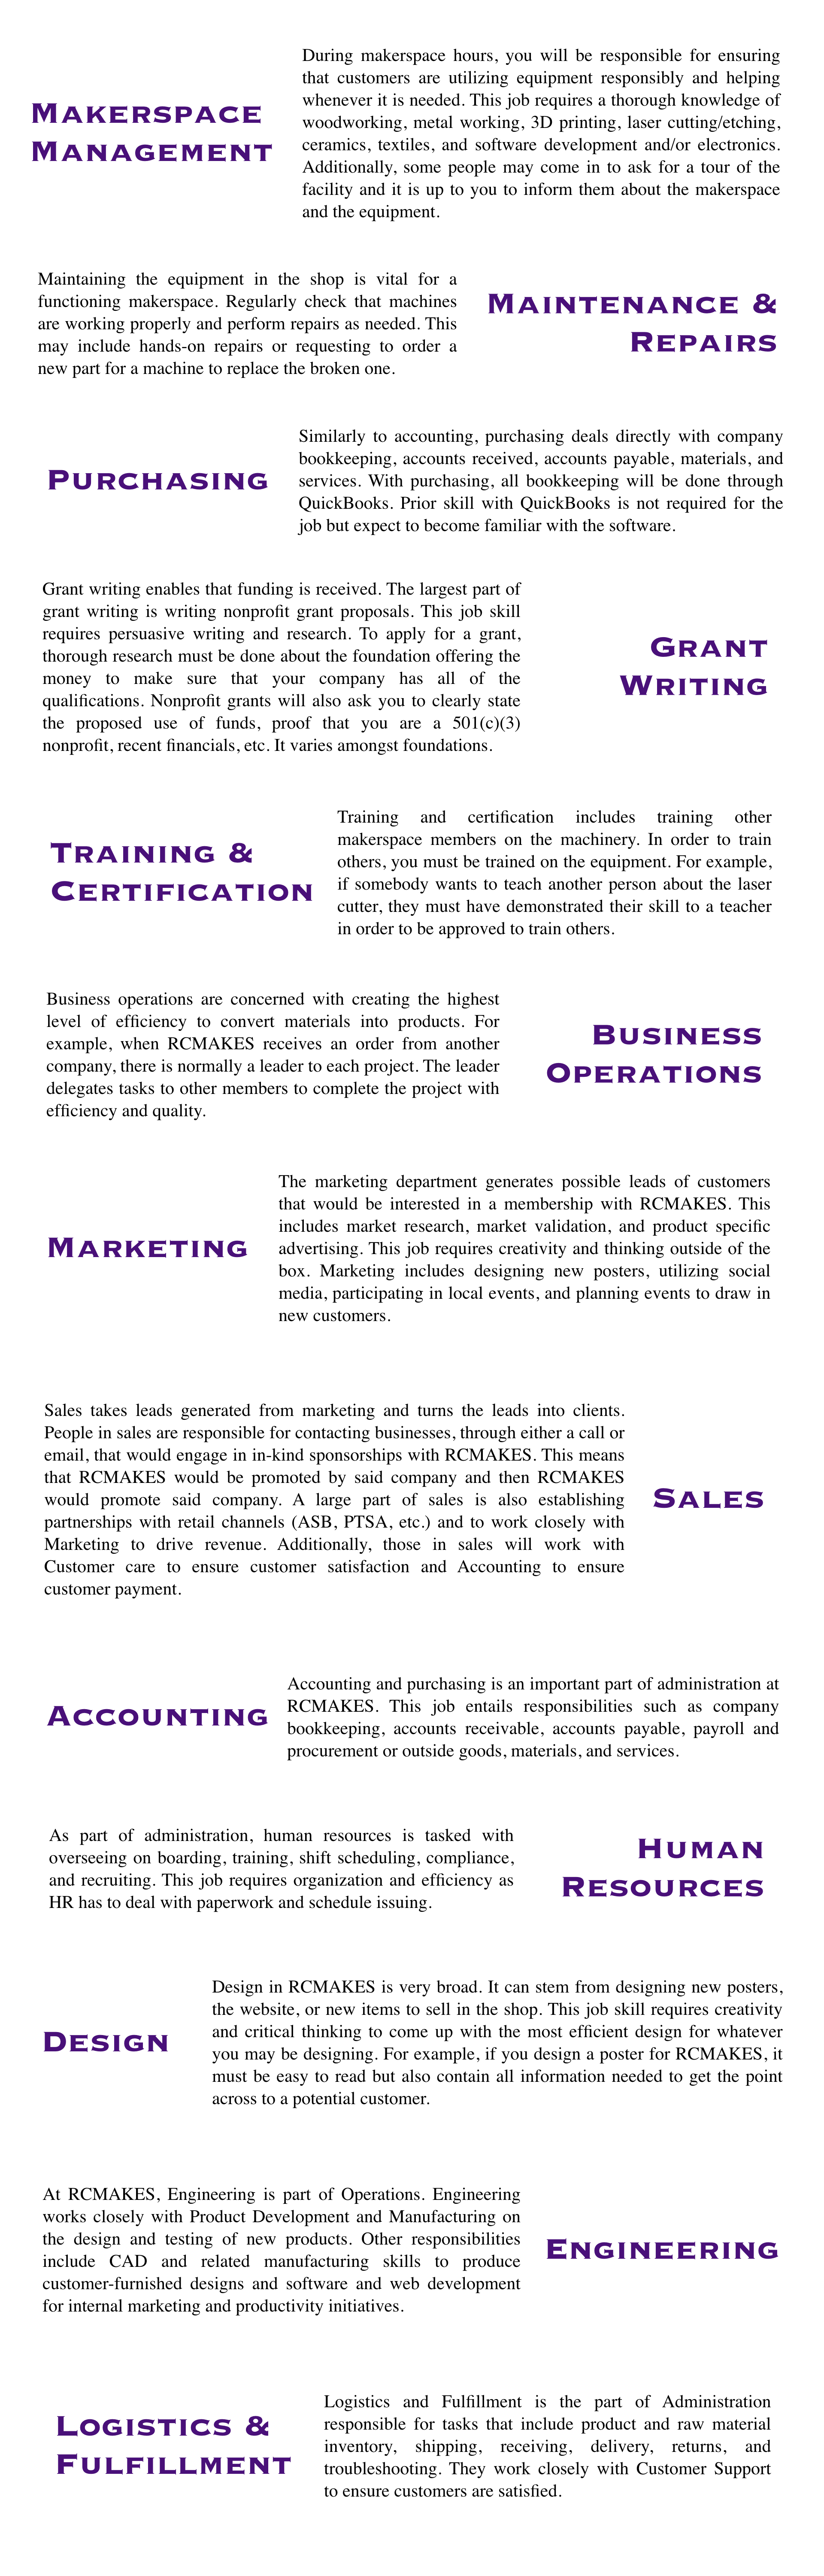 MAKERSPACE
MANAGEMENT
During makerspace hours, you will be responsible for ensuring
that customers are utilizing equipment responsibly and helping
whenever it is needed. This job requires a thorough knowledge of
woodworking, metal working, 3D printing, laser cutting/etching,
ceramics, textiles, and software development and/or electronics.
Additionally, some people may come in to ask for a tour of the
facility and it is up to you to inform them about the makerspace
and the equipment.
MAINTENANCE &
REPAIRS
Maintaining the equipment in the shop is vital for a
functioning makerspace. Regularly check that machines
are working properly and perform repairs as needed. This
may include hands-on repairs or requesting to order a
new part for a machine to replace the broken one.
PURCHASING
Similarly to accounting, purchasing deals directly with company
bookkeeping, accounts received, accounts payable, materials, and
services. With purchasing, all bookkeeping will be done through
QuickBooks. Prior skill with QuickBooks is not required for the
job but expect to become familiar with the software.
GRANT
WRITING
Grant writing enables that funding is received. The largest part of
grant writing is writing nonprofit grant proposals. This job skill
requires persuasive writing and research. To apply for a grant,
thorough research must be done about the foundation offering the
money to make sure that your company has all of the
qualifications. Nonprofit grants will also ask you to clearly state
the proposed use of funds, proof that you are a 501(c)(3)
nonprofit, recent financials, etc. It varies amongst foundations.
TRAINING &
CERTIFICATION
Training and certification includes training other
makerspace members on the machinery. In order to train
others, you must be trained on the equipment. For example,
if somebody wants to teach another person about the laser
cutter, they must have demonstrated their skill to a teacher
in order to be approved to train others.
BUSINESS
OPERATIONS
Business operations are concerned with creating the highest
level of efficiency to convert materials into products. For
example, when RCMAKES receives an order from another
company, there is normally a leader to each project. The leader
delegates tasks to other members to complete the project with
efficiency and quality.
MARKETING
The marketing department generates possible leads of customers
that would be interested in a membership with RCMAKES. This
includes market research, market validation, and product specific
advertising. This job requires creativity and thinking outside of the
box. Marketing includes designing new posters, utilizing social
media, participating in local events, and planning events to draw in
new customers.
SALES
Sales takes leads generated from marketing and turns the leads into clients.
People in sales are responsible for contacting businesses, through either a call or
email, that would engage in in-kind sponsorships with RCMAKES. This means
that RCMAKES would be promoted by said company and then RCMAKES
would promote said company. A large part of sales is also establishing
partnerships with retail channels (ASB, PTSA, etc.) and to work closely with
Marketing to drive revenue. Additionally, those in sales will work with
Customer care to ensure customer satisfaction and Accounting to ensure
customer payment.
ACCOUNTING
Accounting and purchasing is an important part of administration at
RCMAKES. This job entails responsibilities such as company
bookkeeping, accounts receivable, accounts payable, payroll and
procurement or outside goods, materials, and services.
HUMAN
RESOURCES
As part of administration, human resources is tasked with
overseeing on boarding, training, shift scheduling, compliance,
and recruiting. This job requires organization and efficiency as
HR has to deal with paperwork and schedule issuing.
DESIGN
Design in RCMAKES is very broad. It can stem from designing new posters,
the website, or new items to sell in the shop. This job skill requires creativity
and critical thinking to come up with the most efficient design for whatever
you may be designing. For example, if you design a poster for RCMAKES, it
must be easy to read but also contain all information needed to get the point
across to a potential customer.
ENGINEERING
At RCMAKES, Engineering is part of Operations. Engineering
works closely with Product Development and Manufacturing on
the design and testing of new products. Other responsibilities
include CAD and related manufacturing skills to produce
customer-furnished designs and software and web development
for internal marketing and productivity initiatives.
LOGISTICS &
FULFILLMENT
Logistics and Fulfillment is the part of Administration
responsible for tasks that include product and raw material
inventory, shipping, receiving, delivery, returns, and
troubleshooting. They work closely with Customer Support
to ensure customers are satisfied.